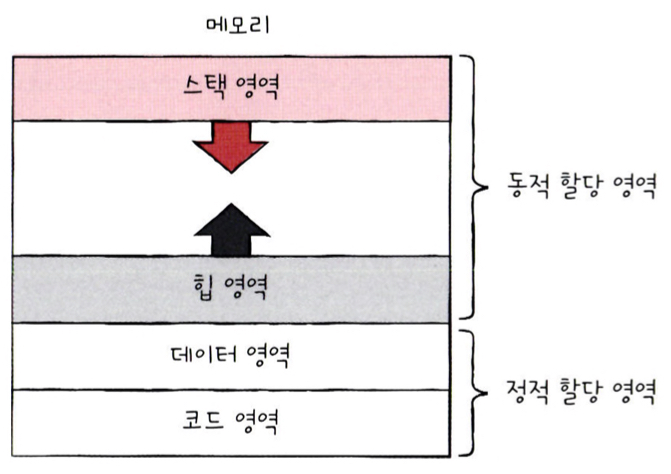 메모리
스택 영역
동적 할당 영역
힙 영역
데이터 영역
정적 할당 영역
코드 영역